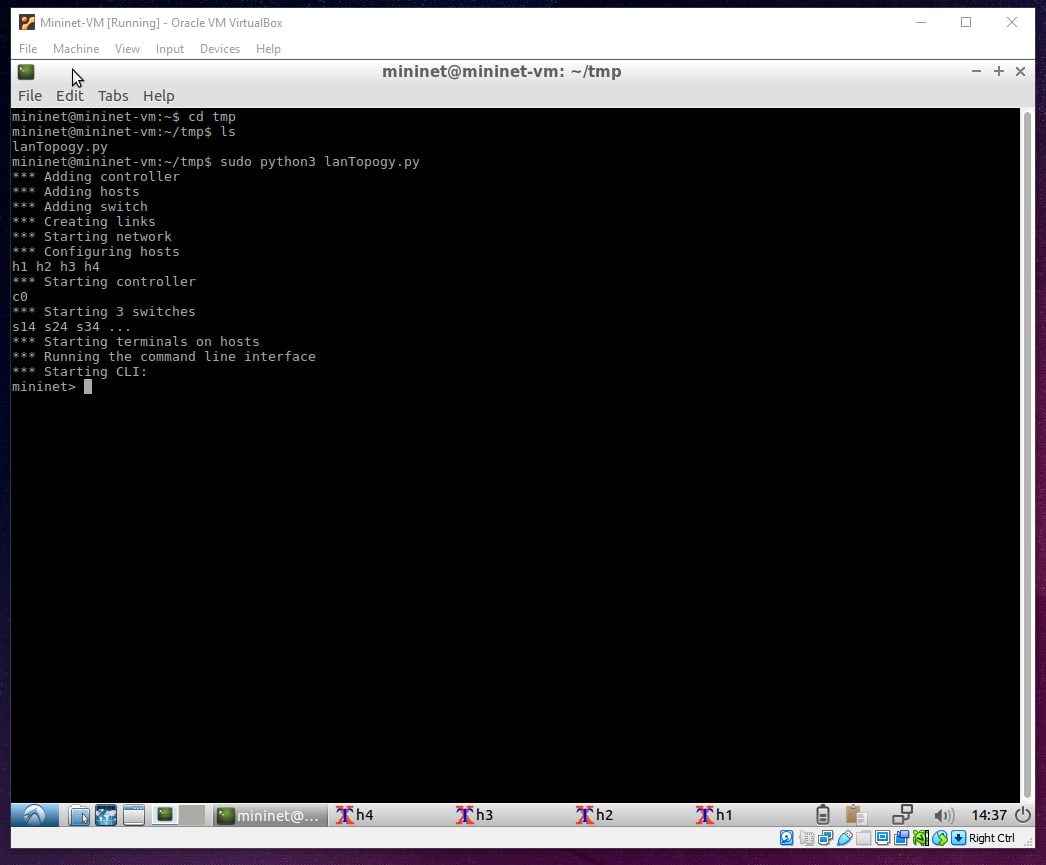 Mininet-VM [Running] - Oracle VM VirtualBox
File Machine View Input Devices Help
mininet@mininet-vm: ~/tmp
File Edit Tabs Help
mininet@mininet-vm:~$ cd tmp
mininet@mininet-vm:~/tmp$ ls
lanTopogy.py
mininet@mininet-vm:~/tmp$ sudo python3 lanTopogy.py
*** Adding controller
*** Adding hosts
*** Adding switch
*** Creating links
*** Starting network
*** Configuring hosts
h1 h2 h3 h4
*** Starting controller
c0
*** Starting 3 switches
s14 s24 s34 ...
*** Starting terminals on hosts
*** Running the command line interface
*** Starting CLI:
mininet>
mininet@... h4 h3 h2 h1 14:37
Right Ctrl